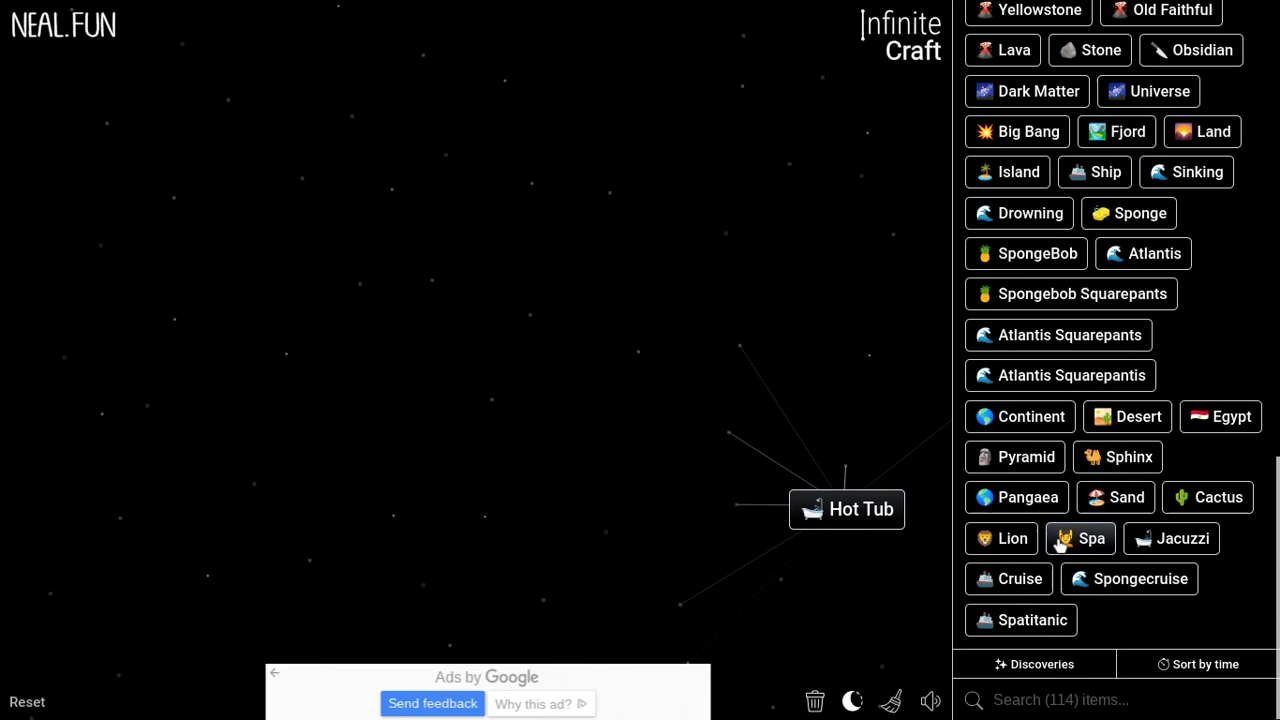 NEAL.FUN
Infinite
Craft
Yellowstone
Old Faithful
Lava
Stone
Obsidian
Dark Matter
Universe
Big Bang
Fjord
Land
Island
Ship
Sinking
Drowning
Sponge
SpongeBob
Atlantis
Spongebob Squarepants
Atlantis Squarepants
Atlantis Squarepantis
Continent
Desert
Egypt
Pyramid
Sphinx
Pangaea
Sand
Cactus
Hot Tub
Lion
Spa
Jacuzzi
Cruise
Spongecruise
Spatitanic
Discoveries
Sort by time
Ads by Google
Send feedback
Why this ad?
Reset
Search (114) items...